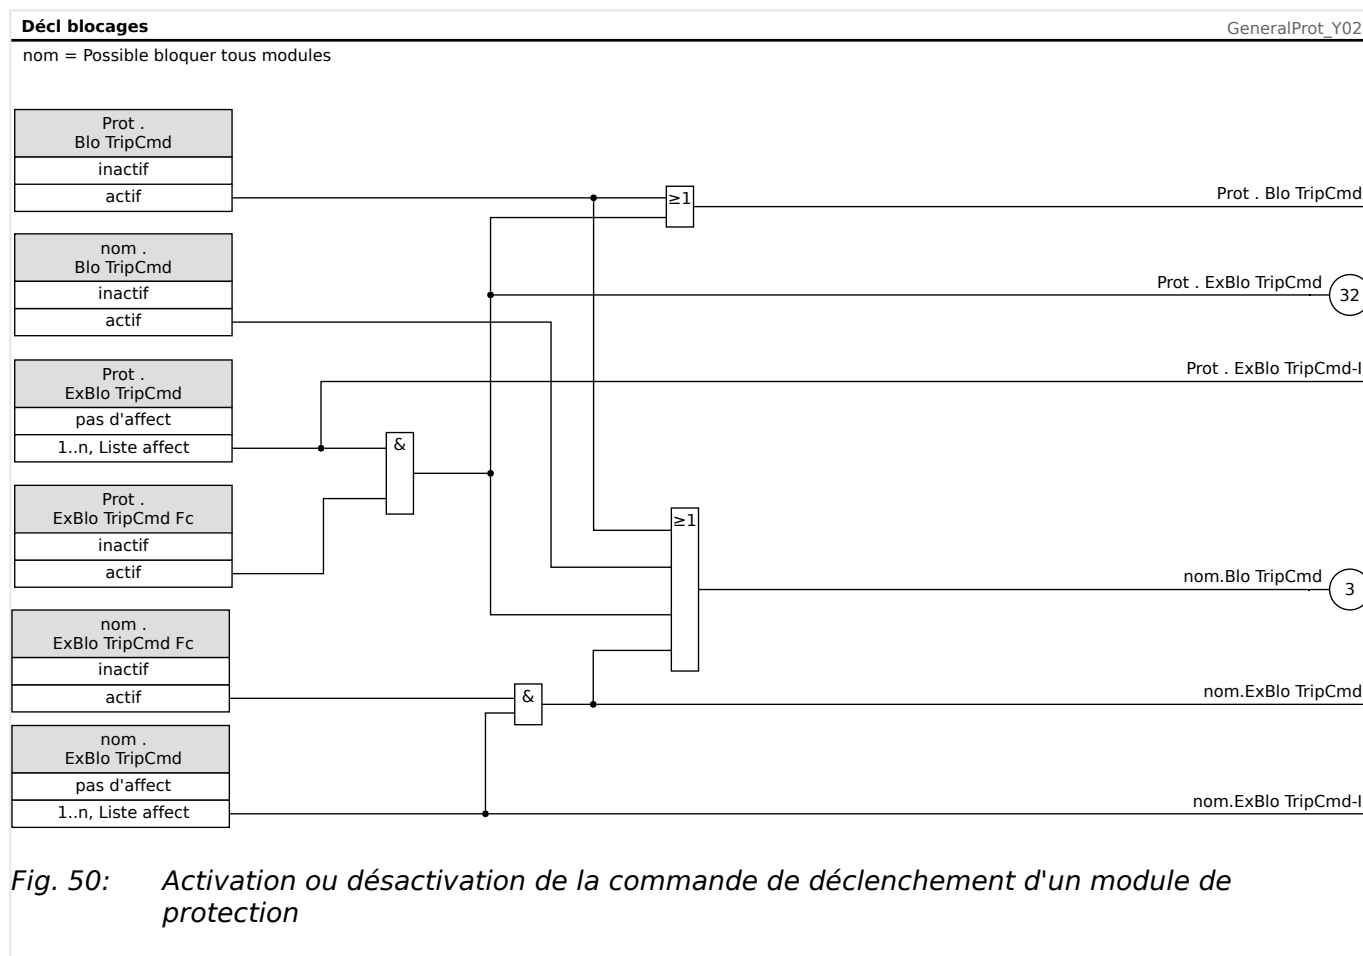 Décl blocages
GeneralProt_Y02
nom = Possible bloquer tous modules
Prot .
Blo TripCmd
inactif
actif
≥1
Prot . Blo TripCmd
nom .
Blo TripCmd
inactif
actif
Prot . ExBlo TripCmd
32
Prot .
ExBlo TripCmd
pas d'affect
1..n, Liste affect
Prot . ExBlo TripCmd-I
&
Prot .
ExBlo TripCmd Fc
inactif
actif
≥1
nom.Blo TripCmd
3
nom .
ExBlo TripCmd Fc
inactif
actif
&
nom.ExBlo TripCmd
nom .
ExBlo TripCmd
pas d'affect
1..n, Liste affect
nom.ExBlo TripCmd-I
Fig. 50: Activation ou désactivation de la commande de déclenchement d'un module de
protection